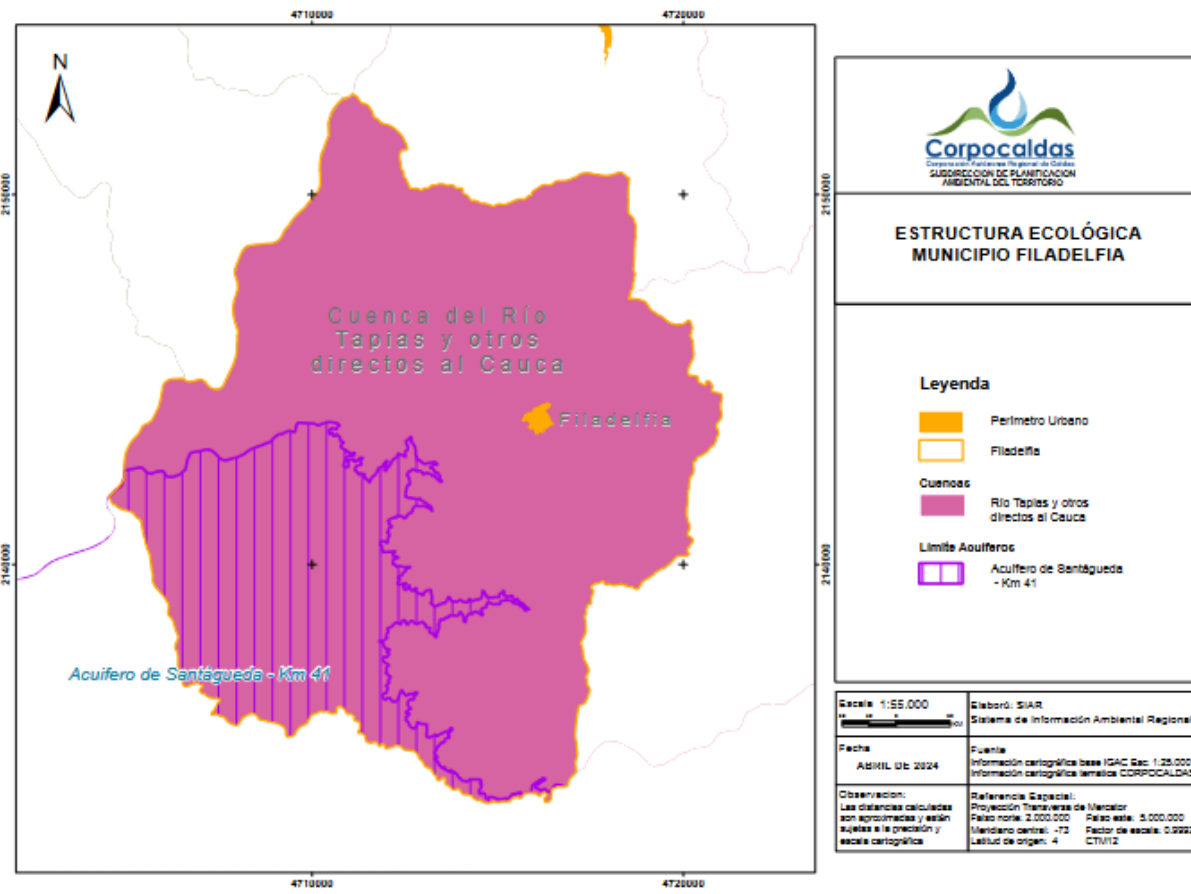 4710000
4720000
N
2150000
2150000
Cuenca del Río
Tapias y otros
directos al Cauca
Filadelfia
2140000
2140000
Acuifero de Santágueda - Km 41
4710000
4720000
Corpocaldas
Corporación Autónoma Regional de Caldas
SUBDIRECCION DE PLANIFICACION
AMBIENTAL DEL TERRITORIO
ESTRUCTURA ECOLÓGICA
MUNICIPIO FILADELFIA
Leyenda
Perimetro Urbano
Filadelfia
Cuencas
Río Tapias y otros
directos al Cauca
Limite Acuiferos
Acuifero de Santágueda
- Km 41
Escala 1:55.000
Elaboró: SIAR
Sistema de Información Ambiental Regional
Fecha
ABRIL DE 2024
Fuente
Información cartográfica base IGAC Esc: 1:25.000
Información cartográfica tematica CORPOCALDAS
Observacion:
Las distancias calculadas
son aproximadas y están
sujetas a la precisión y
escala cartográfica
Referencia Espacial:
Proyección Transversa de Mercator
Falso norte: 2.000.000 Falso este: 5.000.000
Meridiano central: -73 Factor de escala: 0.9992
Latitud de origen: 4 CTM12